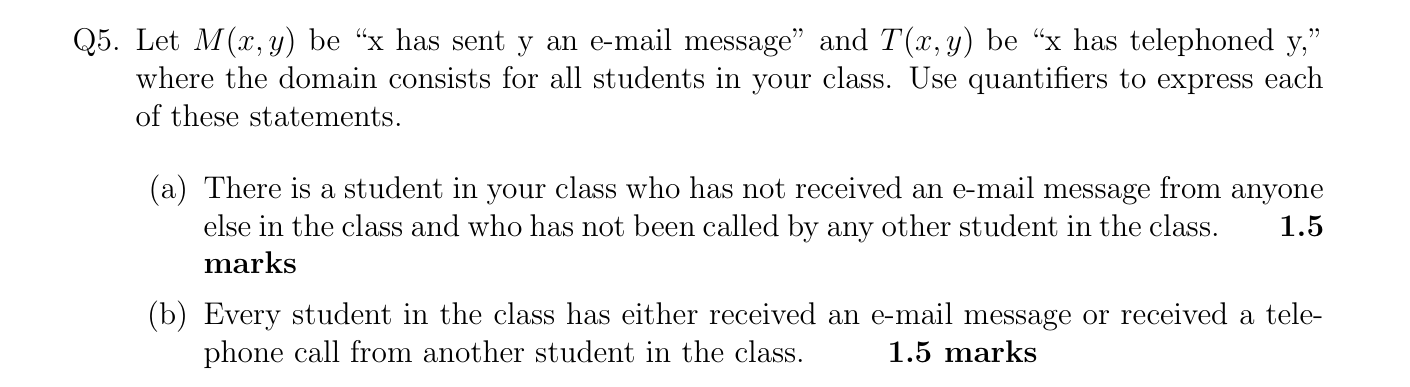 Q5. Let M(x, y) be “x has sent y an e-mail message” and T(x, y) be “x has telephoned y,”
where the domain consists for all students in your class. Use quantifiers to express each
of these statements.
(a) There is a student in your class who has not received an e-mail message from anyone
else in the class and who has not been called by any other student in the class. 1.5
marks
(b) Every student in the class has either received an e-mail message or received a tele-
phone call from another student in the class. 1.5 marks